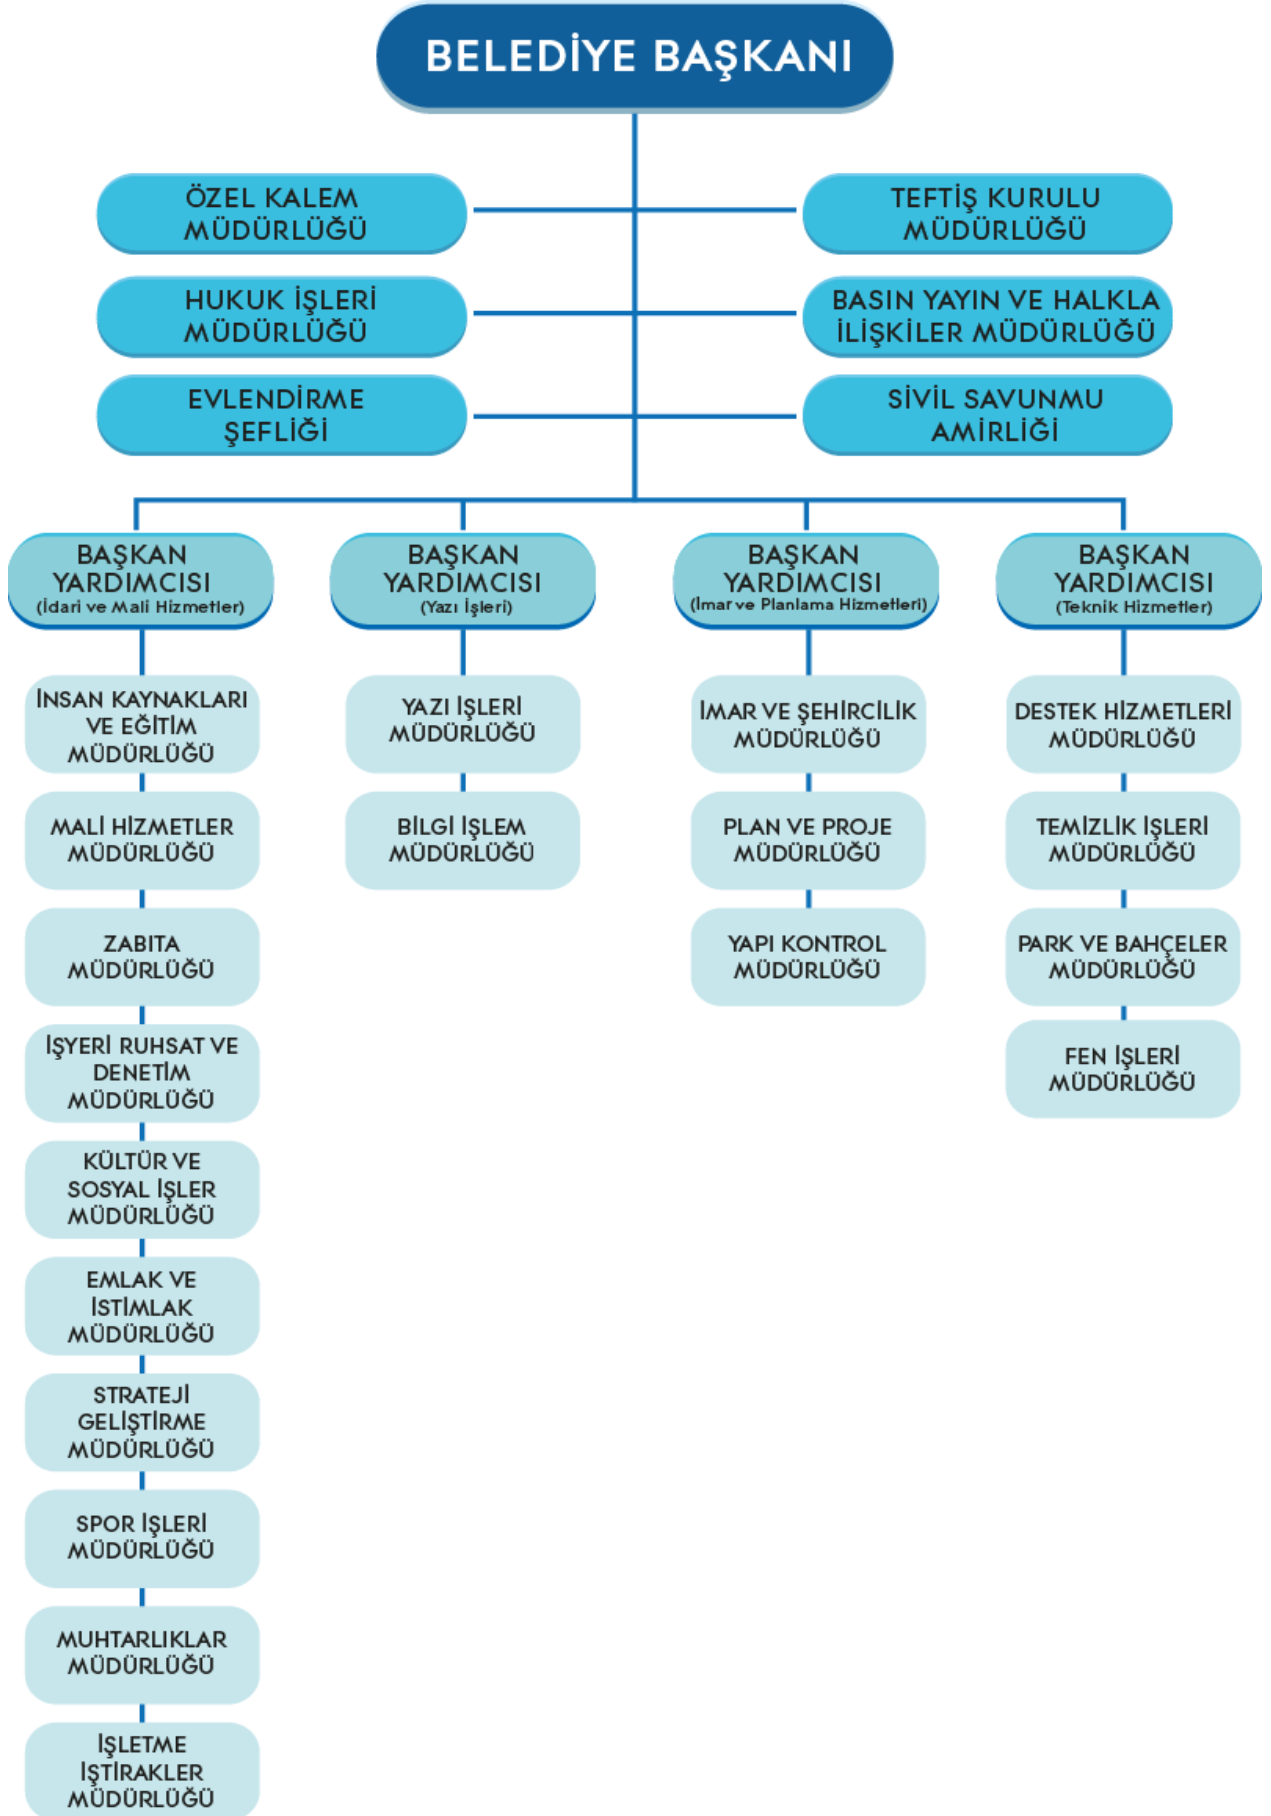 BELEDİYE BAŞKANI
ÖZEL KALEM
MÜDÜRLÜĞÜ
TEFTİŞ KURULU
MÜDÜRLÜĞÜ
HUKUK İŞLERİ
MÜDÜRLÜĞÜ
BASIN YAYIN VE HALKLA
İLİŞKİLER MÜDÜRLÜĞÜ
EVLENDİRME
ŞEFLİĞİ
SİVİL SAVUNMU
AMİRLİĞİ
BAŞKAN
YARDIMCISI
(İdari ve Mali Hizmetler)
İNSAN KAYNAKLARI
VE EĞİTİM
MÜDÜRLÜĞÜ
MALİ HİZMETLER
MÜDÜRLÜĞÜ
ZABITA
MÜDÜRLÜĞÜ
İŞYERİ RUHSAT VE
DENETİM
MÜDÜRLÜĞÜ
KÜLTÜR VE
SOSYAL İŞLER
MÜDÜRLÜĞÜ
EMLAK VE
İSTİMLAK
MÜDÜRLÜĞÜ
STRATEJİ
GELİŞTİRME
MÜDÜRLÜĞÜ
SPOR İŞLERİ
MÜDÜRLÜĞÜ
MUHTARLIKLAR
MÜDÜRLÜĞÜ
İŞLETME
İŞTİRAKLER
MÜDÜRLÜĞÜ
BAŞKAN
YARDIMCISI
(Yazı İşleri)
YAZI İŞLERİ
MÜDÜRLÜĞÜ
BİLGİ İŞLEM
MÜDÜRLÜĞÜ
BAŞKAN
YARDIMCISI
(İmar ve Planlama Hizmetleri)
İMAR VE ŞEHİRCİLİK
MÜDÜRLÜĞÜ
PLAN VE PROJE
MÜDÜRLÜĞÜ
YAPI KONTROL
MÜDÜRLÜĞÜ
BAŞKAN
YARDIMCISI
(Teknik Hizmetler)
DESTEK HİZMETLERİ
MÜDÜRLÜĞÜ
TEMİZLİK İŞLERİ
MÜDÜRLÜĞÜ
PARK VE BAHÇELER
MÜDÜRLÜĞÜ
FEN İŞLERİ
MÜDÜRLÜĞÜ